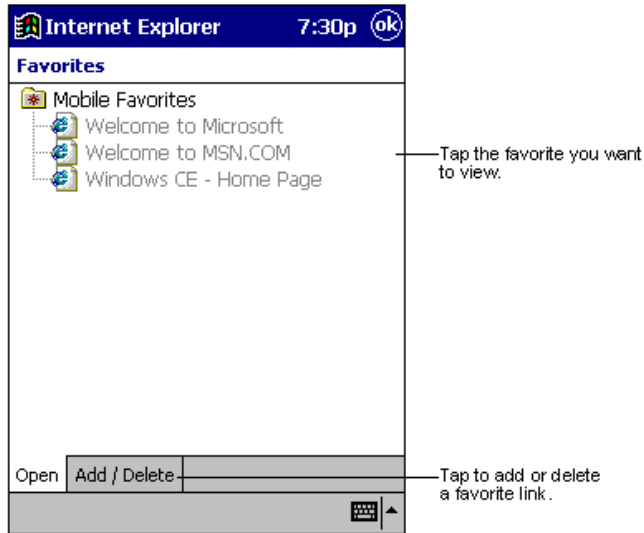 Internet Explorer 7:30p ok
Favorites
Mobile Favorites
Welcome to Microsoft
Welcome to MSN.COM
Windows CE - Home Page
Tap the favorite you want
to view.
Open Add / Delete
Tap to add or delete
a favorite link.